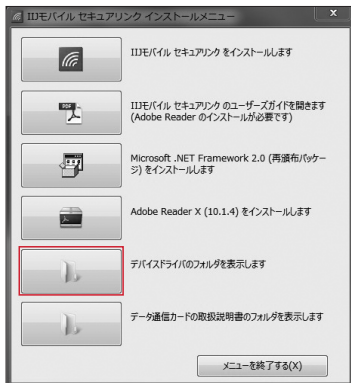 IIJモバイル セキュアリンク インストールメニュー
x
IIJモバイル セキュアリンク をインストールします
PDF
IIJモバイル セキュアリンク のユーザーズガイドを開きます
(Adobe Reader のインストールが必要です)
Microsoft .NET Framework 2.0 (再頒布パッケー
ジ) をインストールします
Adobe Reader X (10.1.4) をインストールします
デバイスドライバのフォルダを表示します
データ通信カードの取扱説明書のフォルダを表示します
メニューを終了する(X)